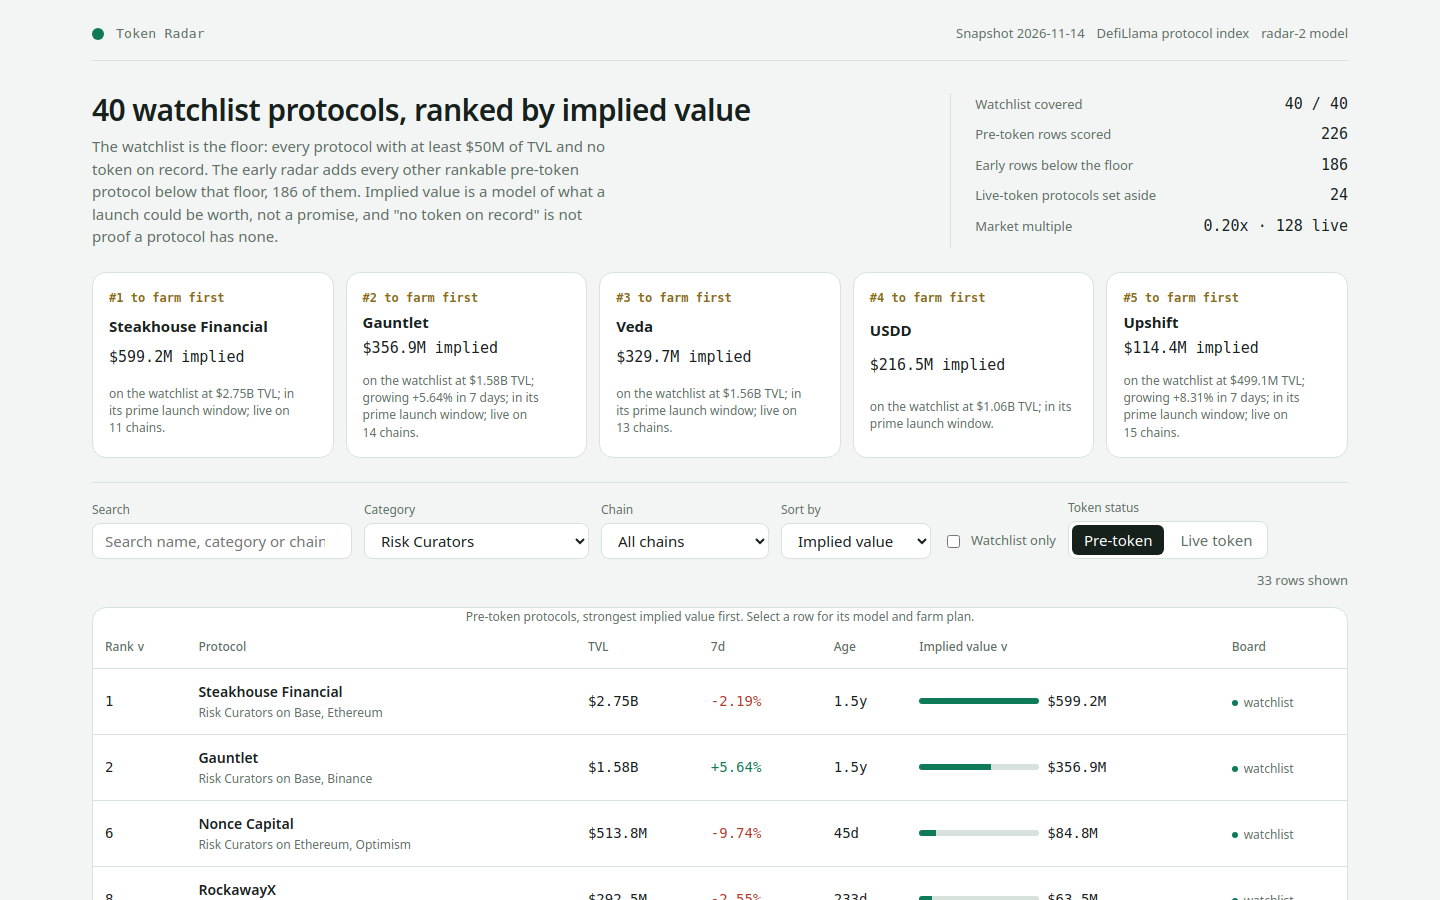 Token Radar
Snapshot 2026-11-14 DefiLlama protocol index radar-2 model
40 watchlist protocols, ranked by implied value
The watchlist is the floor: every protocol with at least $50M of TVL and no
token on record. The early radar adds every other rankable pre-token
protocol below that floor, 186 of them. Implied value is a model of what a
launch could be worth, not a promise, and "no token on record" is not
proof a protocol has none.
Watchlist covered 40 / 40
Pre-token rows scored 226
Early rows below the floor 186
Live-token protocols set aside 24
Market multiple 0.20x · 128 live
#1 to farm first
Steakhouse Financial
$599.2M implied
on the watchlist at $2.75B TVL; in
its prime launch window; live on
11 chains.
#2 to farm first
Gauntlet
$356.9M implied
on the watchlist at $1.58B TVL;
growing +5.64% in 7 days; in its
prime launch window; live on
14 chains.
#3 to farm first
Veda
$329.7M implied
on the watchlist at $1.56B TVL; in
its prime launch window; live on
13 chains.
#4 to farm first
USDD
$216.5M implied
on the watchlist at $1.06B TVL; in its
prime launch window.
#5 to farm first
Upshift
$114.4M implied
on the watchlist at $499.1M TVL;
growing +8.31% in 7 days; in its
prime launch window; live on
15 chains.
Search
Search name, category or chain
Category
Risk Curators
Chain
All chains
Sort by
Implied value
Watchlist only
Token status
Pre-token Live token
33 rows shown
Pre-token protocols, strongest implied value first. Select a row for its model and farm plan.
Rank v Protocol TVL 7d Age Implied value v Board
1 Steakhouse Financial $2.75B -2.19% 1.5y $599.2M watchlist
Risk Curators on Base, Ethereum
2 Gauntlet $1.58B +5.64% 1.5y $356.9M watchlist
Risk Curators on Base, Binance
6 Nonce Capital $513.8M -9.74% 45d $84.8M watchlist
Risk Curators on Ethereum, Optimism
8 RockawayX $292.5M -2.55% 233d $63.5M watchlist